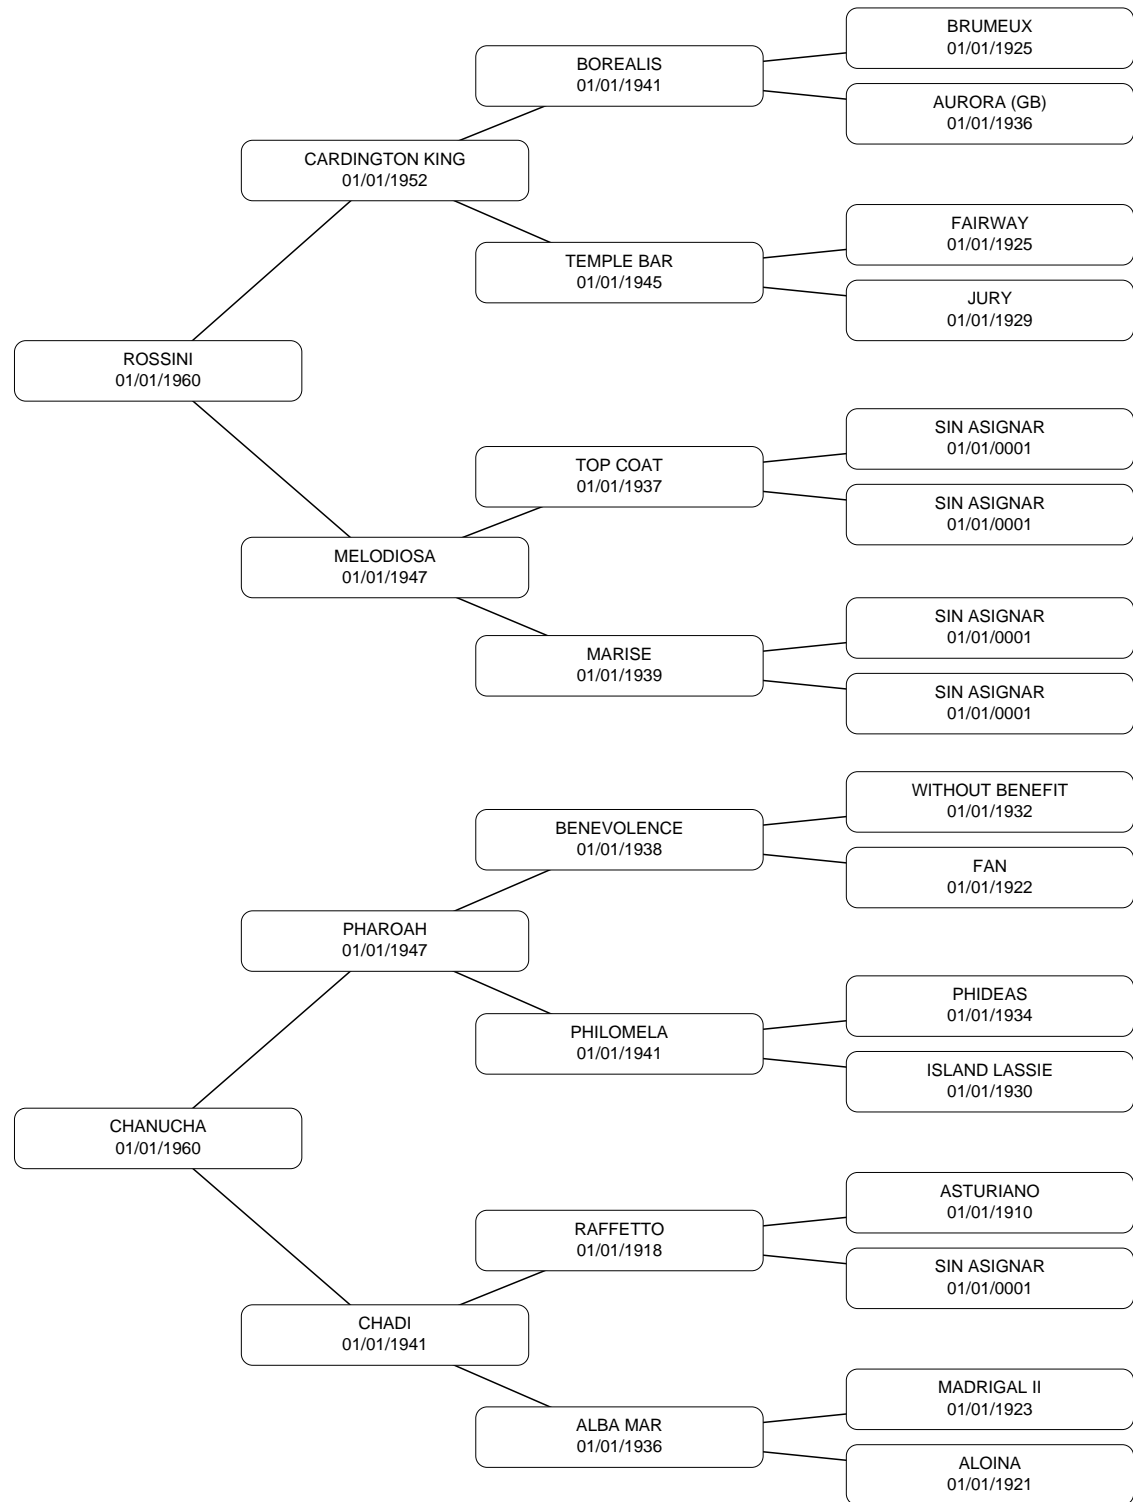 BRUMEUX
01/01/1925
BOREALIS
01/01/1941
AURORA (GB)
01/01/1936
CARDINGTON KING
01/01/1952
FAIRWAY
01/01/1925
TEMPLE BAR
01/01/1945
JURY
01/01/1929
ROSSINI
01/01/1960
SIN ASIGNAR
01/01/0001
TOP COAT
01/01/1937
SIN ASIGNAR
01/01/0001
MELODIOSA
01/01/1947
SIN ASIGNAR
01/01/0001
MARISE
01/01/1939
SIN ASIGNAR
01/01/0001
WITHOUT BENEFIT
01/01/1932
BENEVOLENCE
01/01/1938
FAN
01/01/1922
PHAROAH
01/01/1947
PHIDEAS
01/01/1934
PHILOMELA
01/01/1941
ISLAND LASSIE
01/01/1930
CHANUCHA
01/01/1960
ASTURIANO
01/01/1910
RAFFETTO
01/01/1918
SIN ASIGNAR
01/01/0001
CHADI
01/01/1941
MADRIGAL II
01/01/1923
ALBA MAR
01/01/1936
ALOINA
01/01/1921